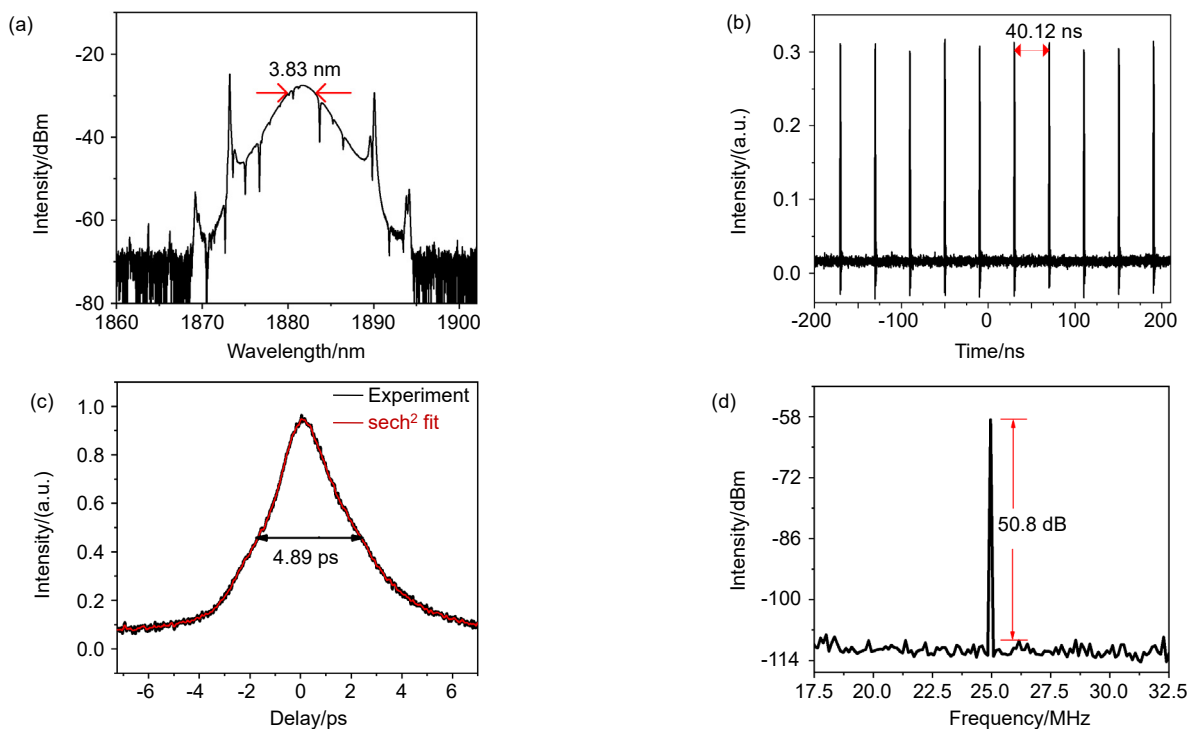 (a)
-20
-40
-60
-80
3.83 nm
1860 1870 1880 1890 1900
Wavelength/nm
Intensity/dBm
(b)
0.3
0.2
0.1
0.0
40.12 ns
-200 -100 0 100 200
Time/ns
Intensity/(a.u.)
(c)
1.0
0.8
0.6
0.4
0.2
0.0
Experiment
sech² fit
4.89 ps
-6 -4 -2 0 2 4 6
Delay/ps
Intensity/(a.u.)
(d)
-58
-72
-86
-100
-114
50.8 dB
17.5 20.0 22.5 25.0 27.5 30.0 32.5
Frequency/MHz
Intensity/dBm